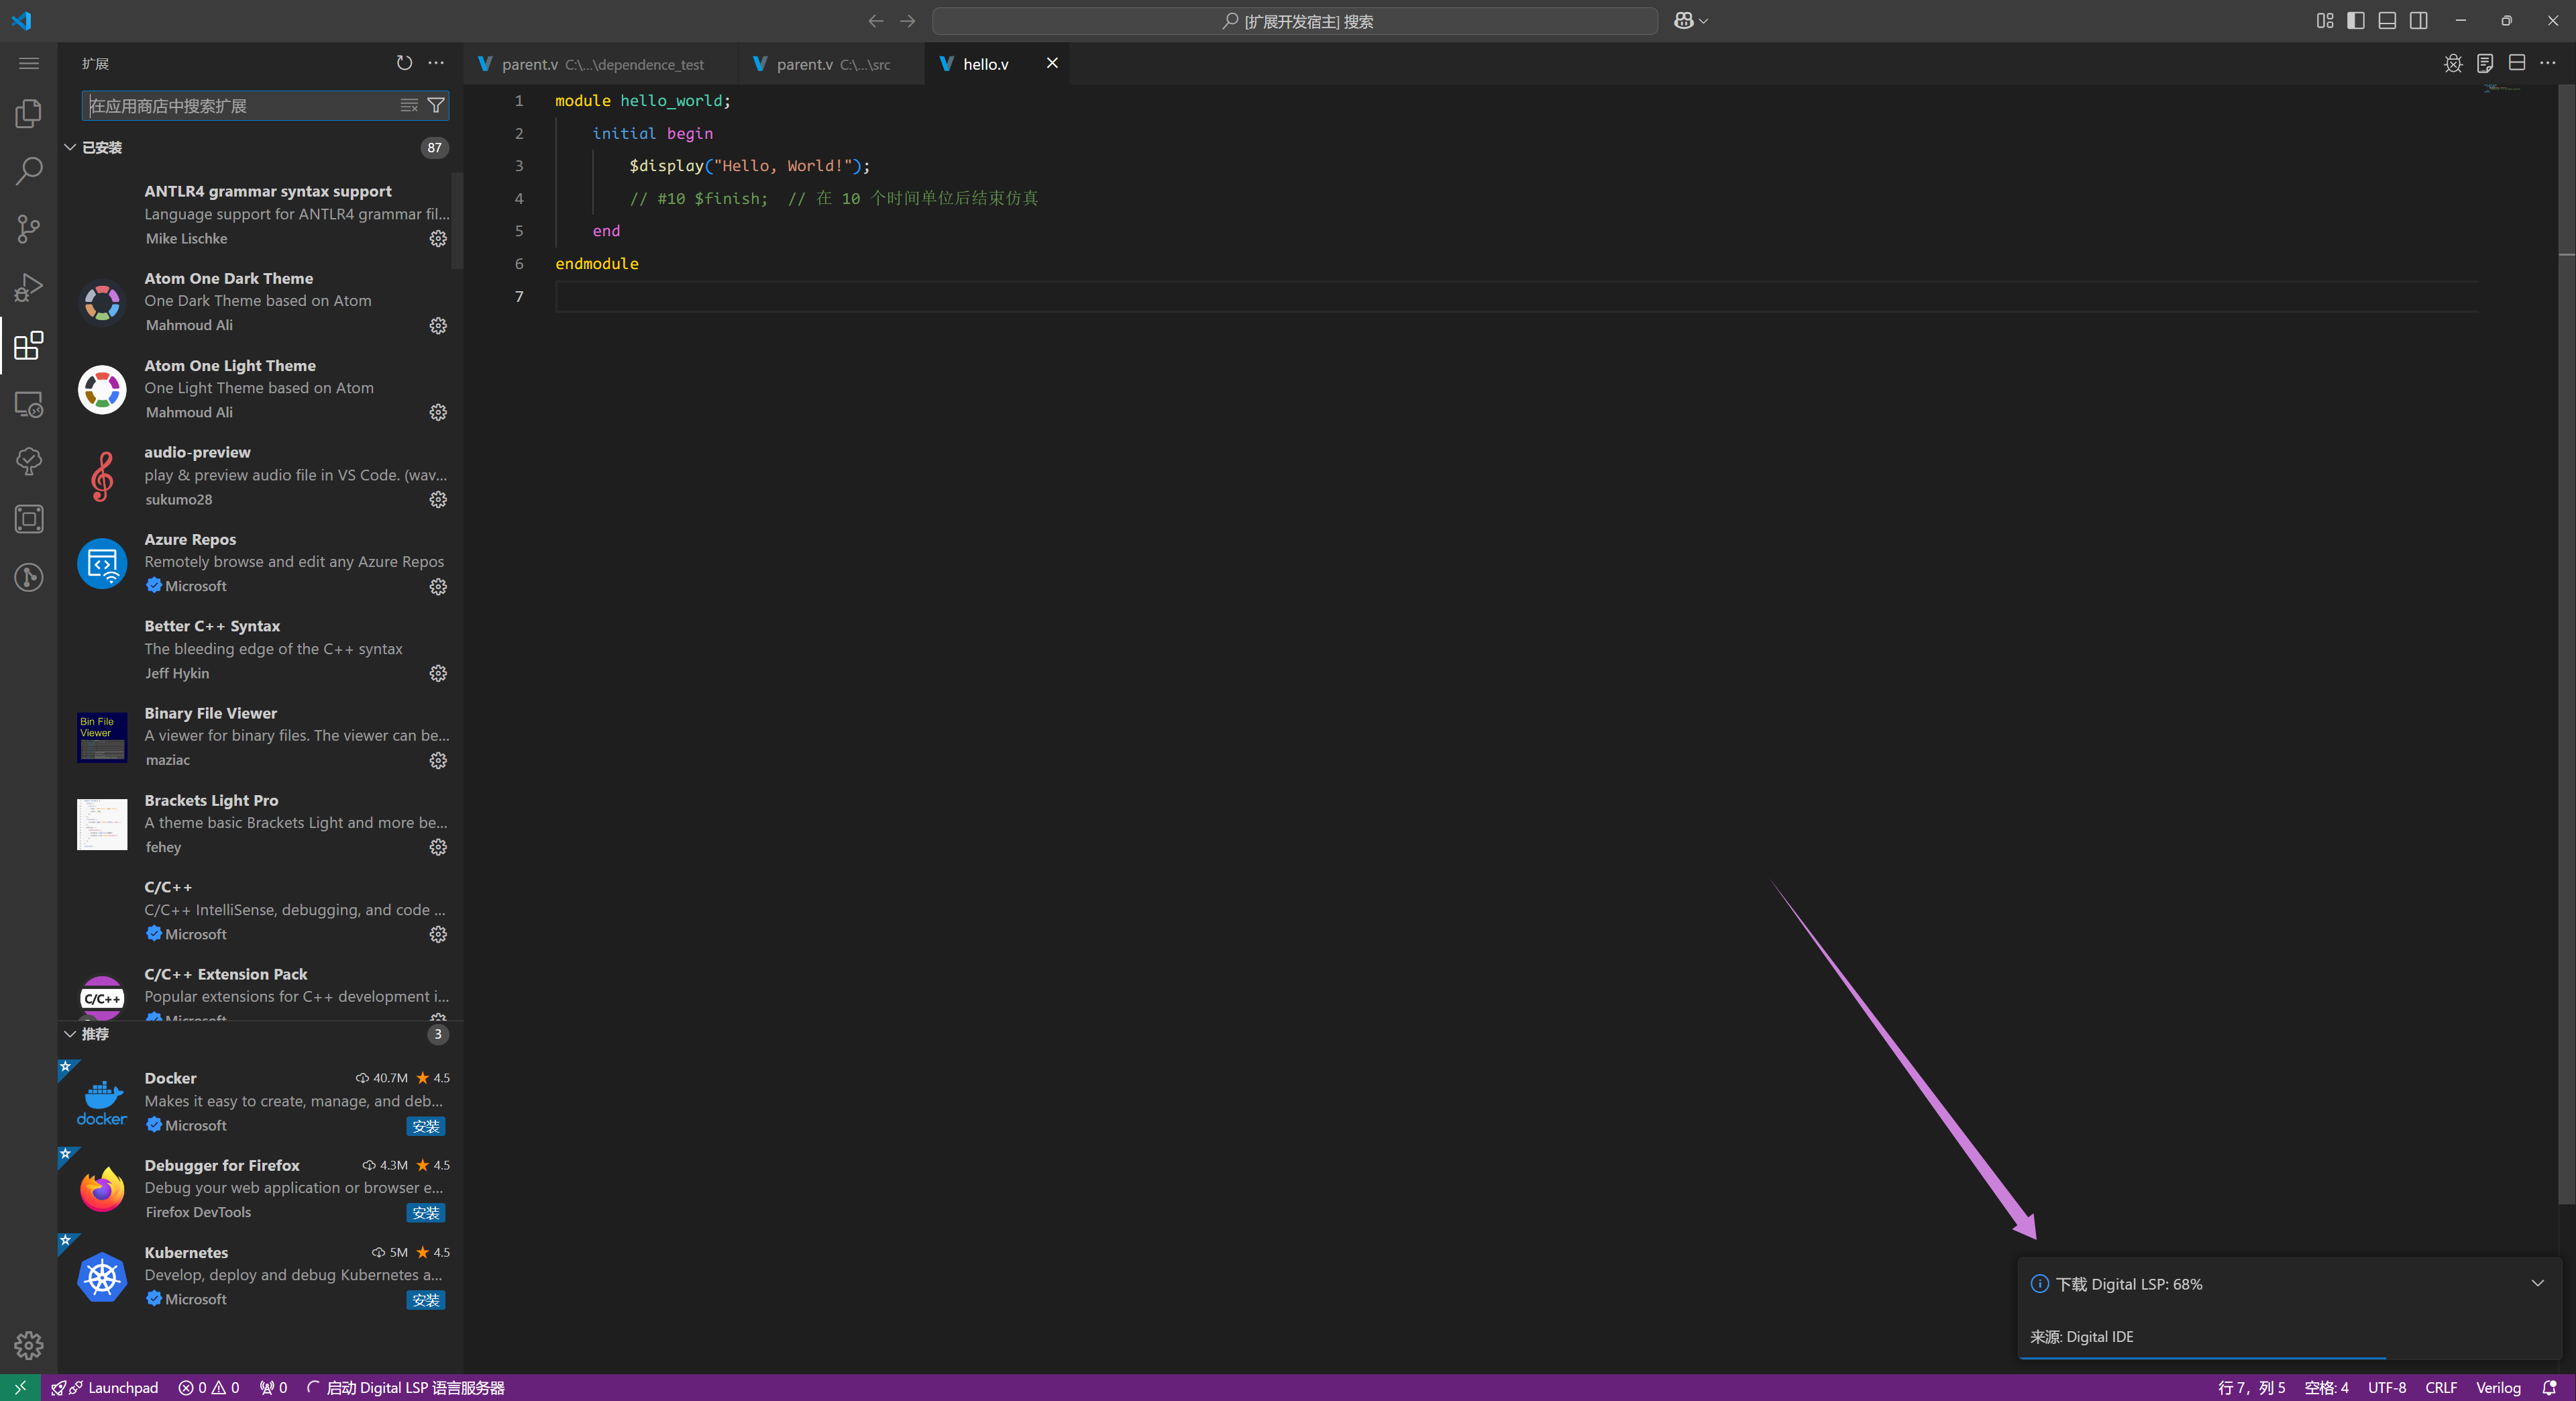 [扩展开发宿主] 搜索
扩展
在应用商店中搜索扩展
已安装 87
ANTLR4 grammar syntax support
Language support for ANTLR4 grammar fil...
Mike Lischke
Atom One Dark Theme
One Dark Theme based on Atom
Mahmoud Ali
Atom One Light Theme
One Light Theme based on Atom
Mahmoud Ali
audio-preview
play & preview audio file in VS Code. (wav...
sukumo28
Azure Repos
Remotely browse and edit any Azure Repos
Microsoft
Better C++ Syntax
The bleeding edge of the C++ syntax
Jeff Hykin
Bin File
Viewer
Binary File Viewer
A viewer for binary files. The viewer can be...
maziac
Brackets Light Pro
A theme basic Brackets Light and more be...
fehey
C/C++
C/C++ IntelliSense, debugging, and code ...
Microsoft
C/C++
C/C++ Extension Pack
Popular extensions for C++ development i...
Microsoft
推荐 3
docker
Docker 40.7M 4.5
Makes it easy to create, manage, and deb...
Microsoft 安装
Debugger for Firefox 4.3M 4.5
Debug your web application or browser e...
Firefox DevTools 安装
Kubernetes 5M 4.5
Develop, deploy and debug Kubernetes a...
Microsoft 安装
parent.v C:\...\dependence_test parent.v C:\...\src hello.v
1 module hello_world;
2 initial begin
3 $display("Hello, World!");
4 // #10 $finish; // 在 10 个时间单位后结束仿真
5 end
6 endmodule
7
下载 Digital LSP: 68%
来源: Digital IDE
Launchpad 0 0 0 启动 Digital LSP 语言服务器 行 7，列 5 空格: 4 UTF-8 CRLF Verilog